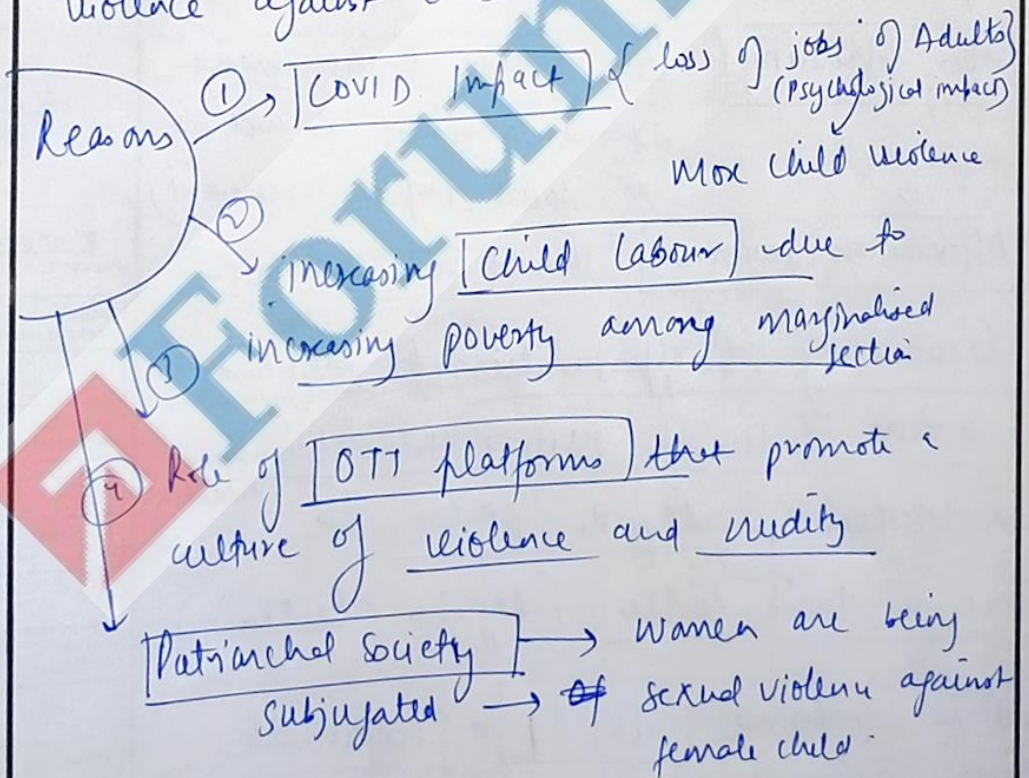 violence against
Reasons
① COVID Impact { loss of jobs of Adults}
(Psychological impact)
More Child violence
② increasing Child Labour due to
increasing poverty among marginalised
section
③
④ Role of OTT platforms that promote a
culture of violence and nudity
Patriarchal Society → women are being
subjugated → sexual violence against
female child.
Forum